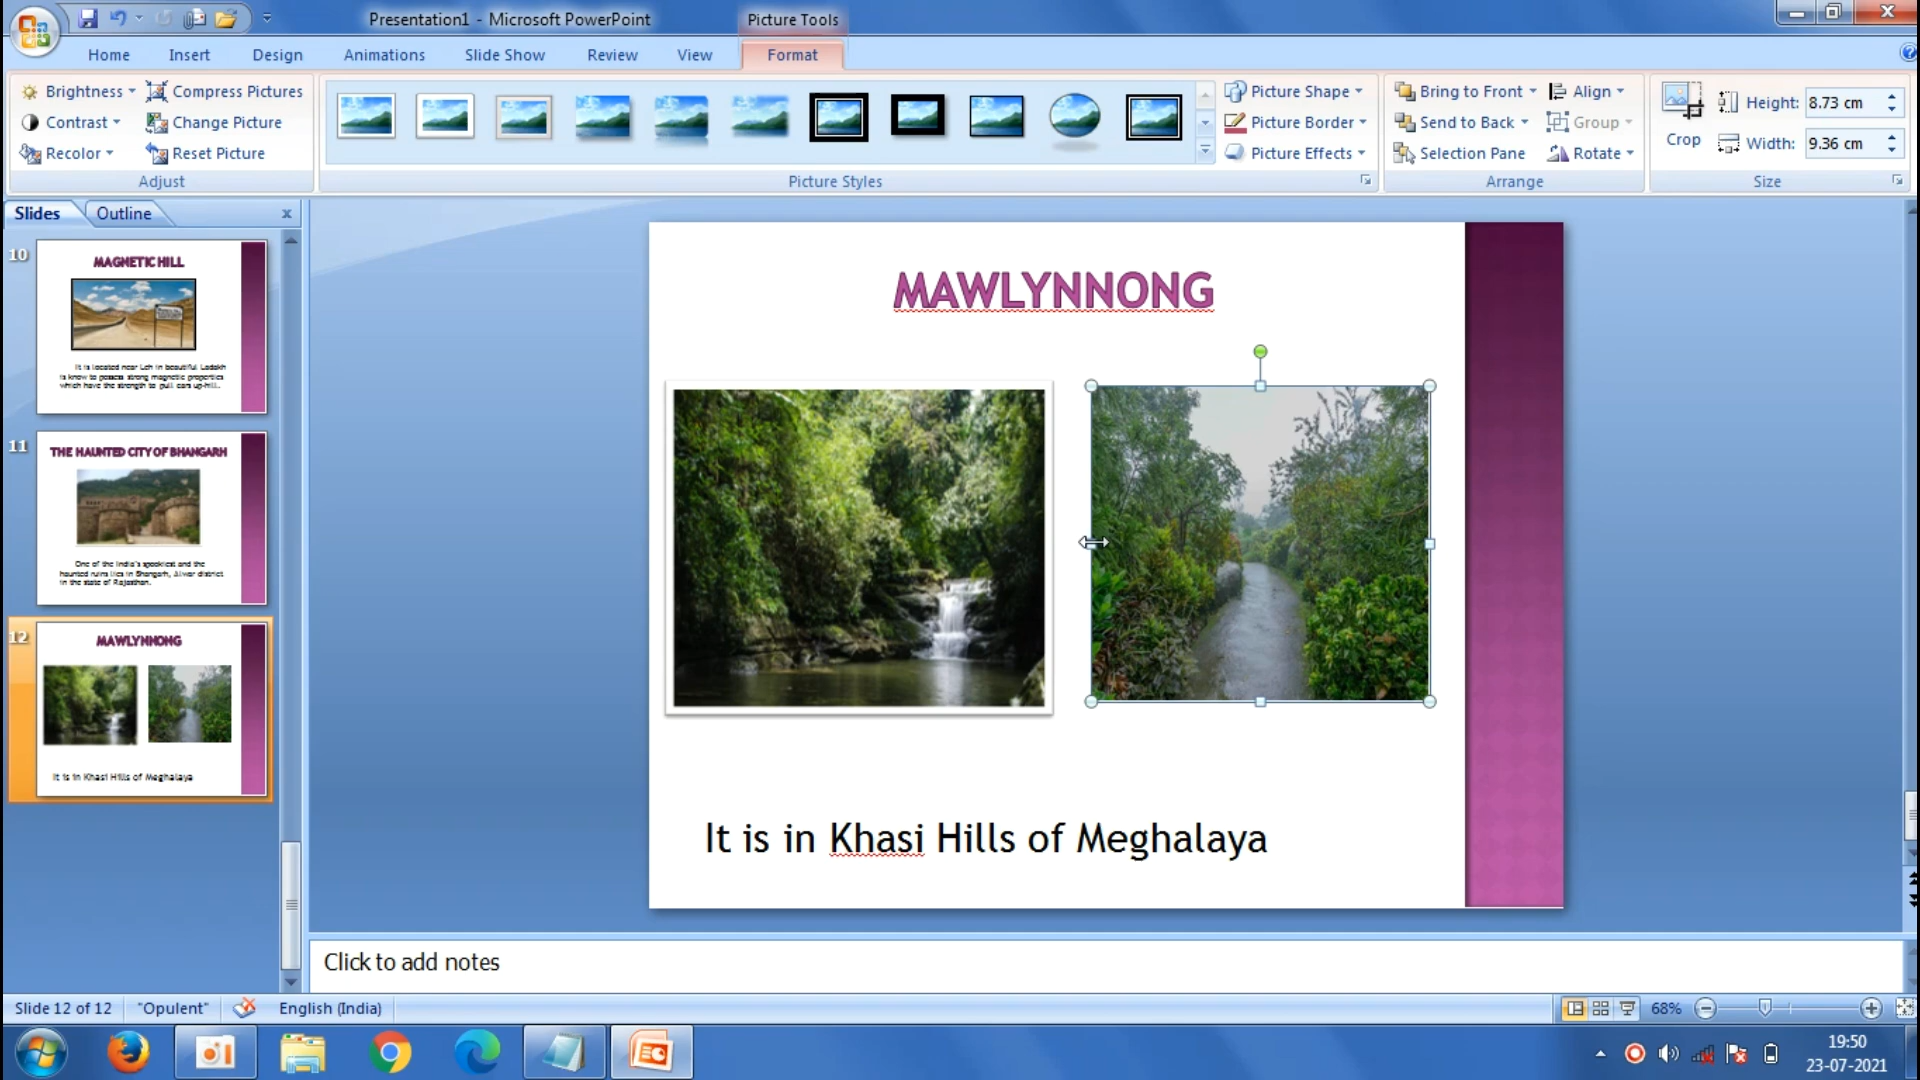 Presentation1 - Microsoft PowerPoint
Picture Tools
Home Insert Design Animations Slide Show Review View Format
Brightness Compress Pictures
Contrast Change Picture
Recolor Reset Picture
Adjust
Picture Styles
Picture Shape
Picture Border
Picture Effects
Bring to Front Align
Send to Back Group
Selection Pane Rotate
Arrange
Crop
Height: 8.73 cm
Width: 9.36 cm
Size
Slides Outline
10
MAGNETIC HILL
It is located near Leh in beautiful Ladakh
is know to possess strong magnetic properties
which have the strength to pull cars up-hill.
11
THE HAUNTED CITY OF BHANGARH
One of the India's spookiest and the
haunted ruins lies in Bhangarh, Alwar district
in the state of Rajasthan.
12
MAWLYNNONG
It is in Khasi Hills of Meghalaya
MAWLYNNONG
It is in Khasi Hills of Meghalaya
Click to add notes
Slide 12 of 12 "Opulent" English (India) 68%
19:50
23-07-2021